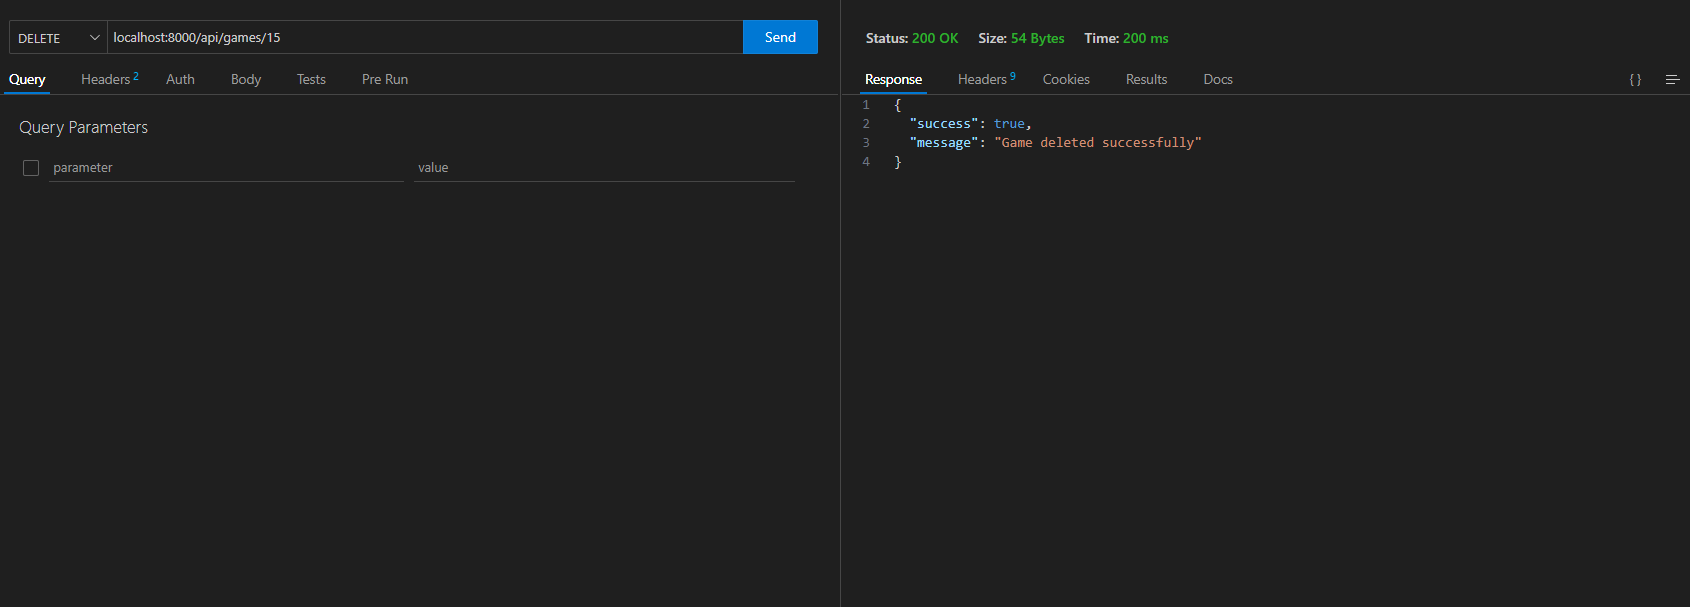 DELETE localhost:8000/api/games/15 Send
Query Headers 2 Auth Body Tests Pre Run
Query Parameters
parameter value
Status: 200 OK Size: 54 Bytes Time: 200 ms
Response Headers 9 Cookies Results Docs {}
1 {
2 "success": true,
3 "message": "Game deleted successfully"
4 }